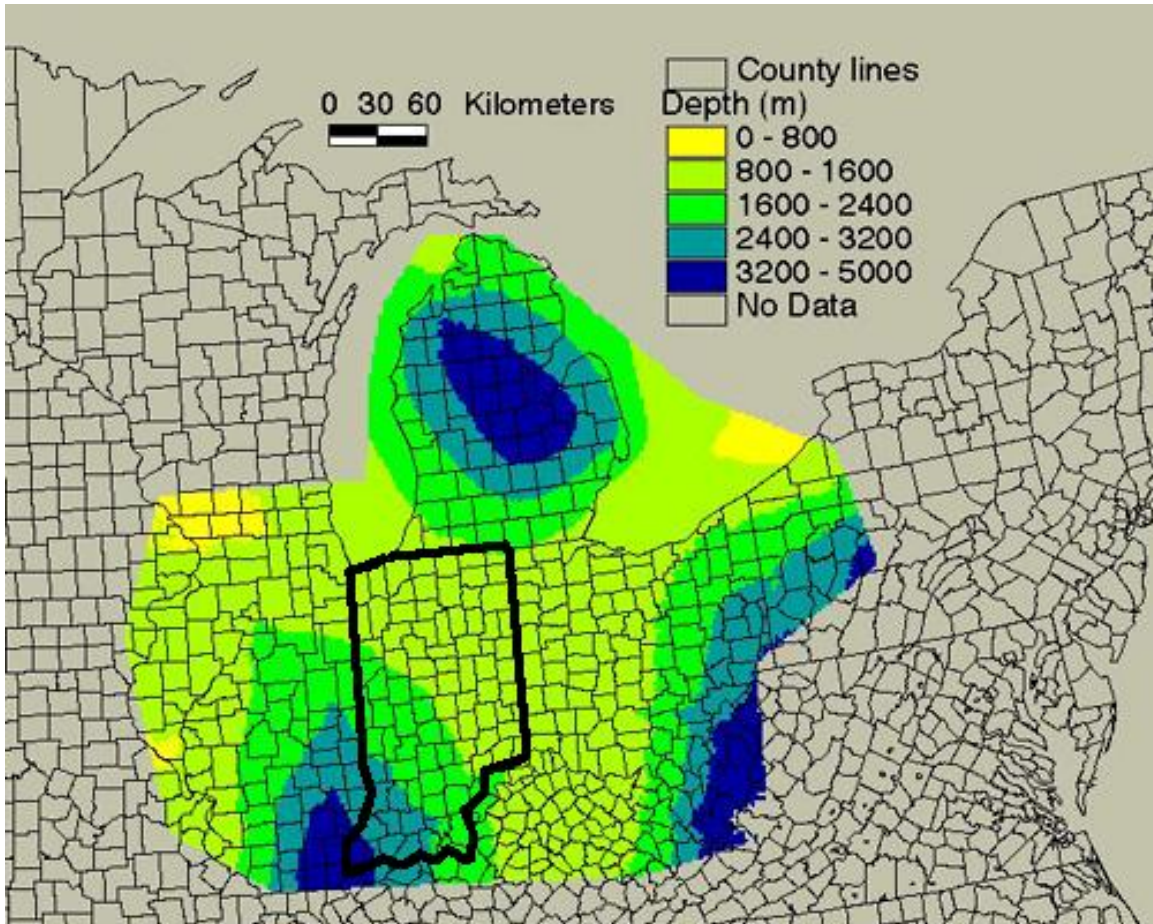 County lines
0 30 60 Kilometers
Depth (m)
0 - 800
800 - 1600
1600 - 2400
2400 - 3200
3200 - 5000
No Data